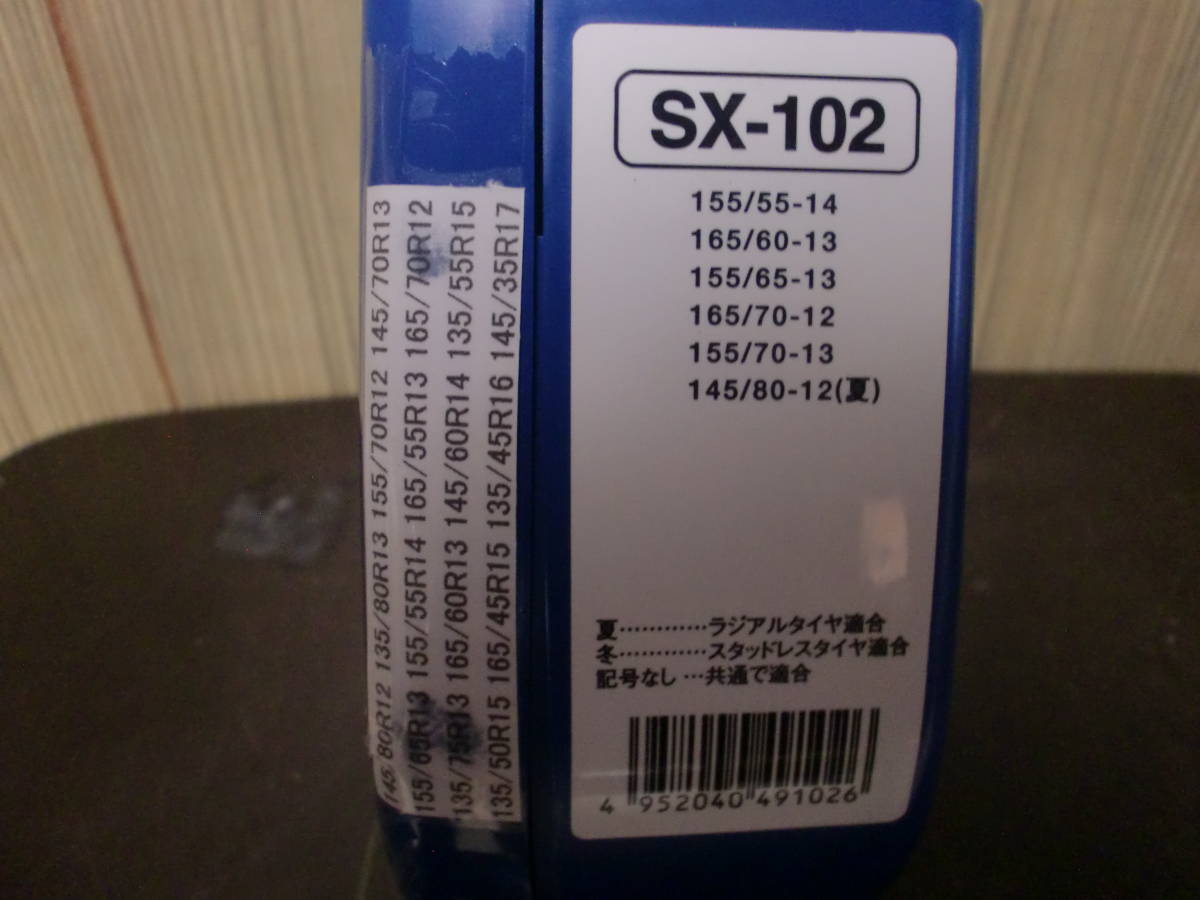 145/80R12 135/80R13 155/70R12 145/70R13
155/65R13 155/55R14 165/55R13 165/70R12
135/75R13 165/60R13 145/60R14 135/55R15
135/50R15 165/45R15 135/45R16 145/35R17
SX-102
155/55-14
165/60-13
155/65-13
165/70-12
155/70-13
145/80-12(夏)
夏…………ラジアルタイヤ適合
冬…………スタッドレスタイヤ適合
記号なし…共通で適合
4 952040 491026